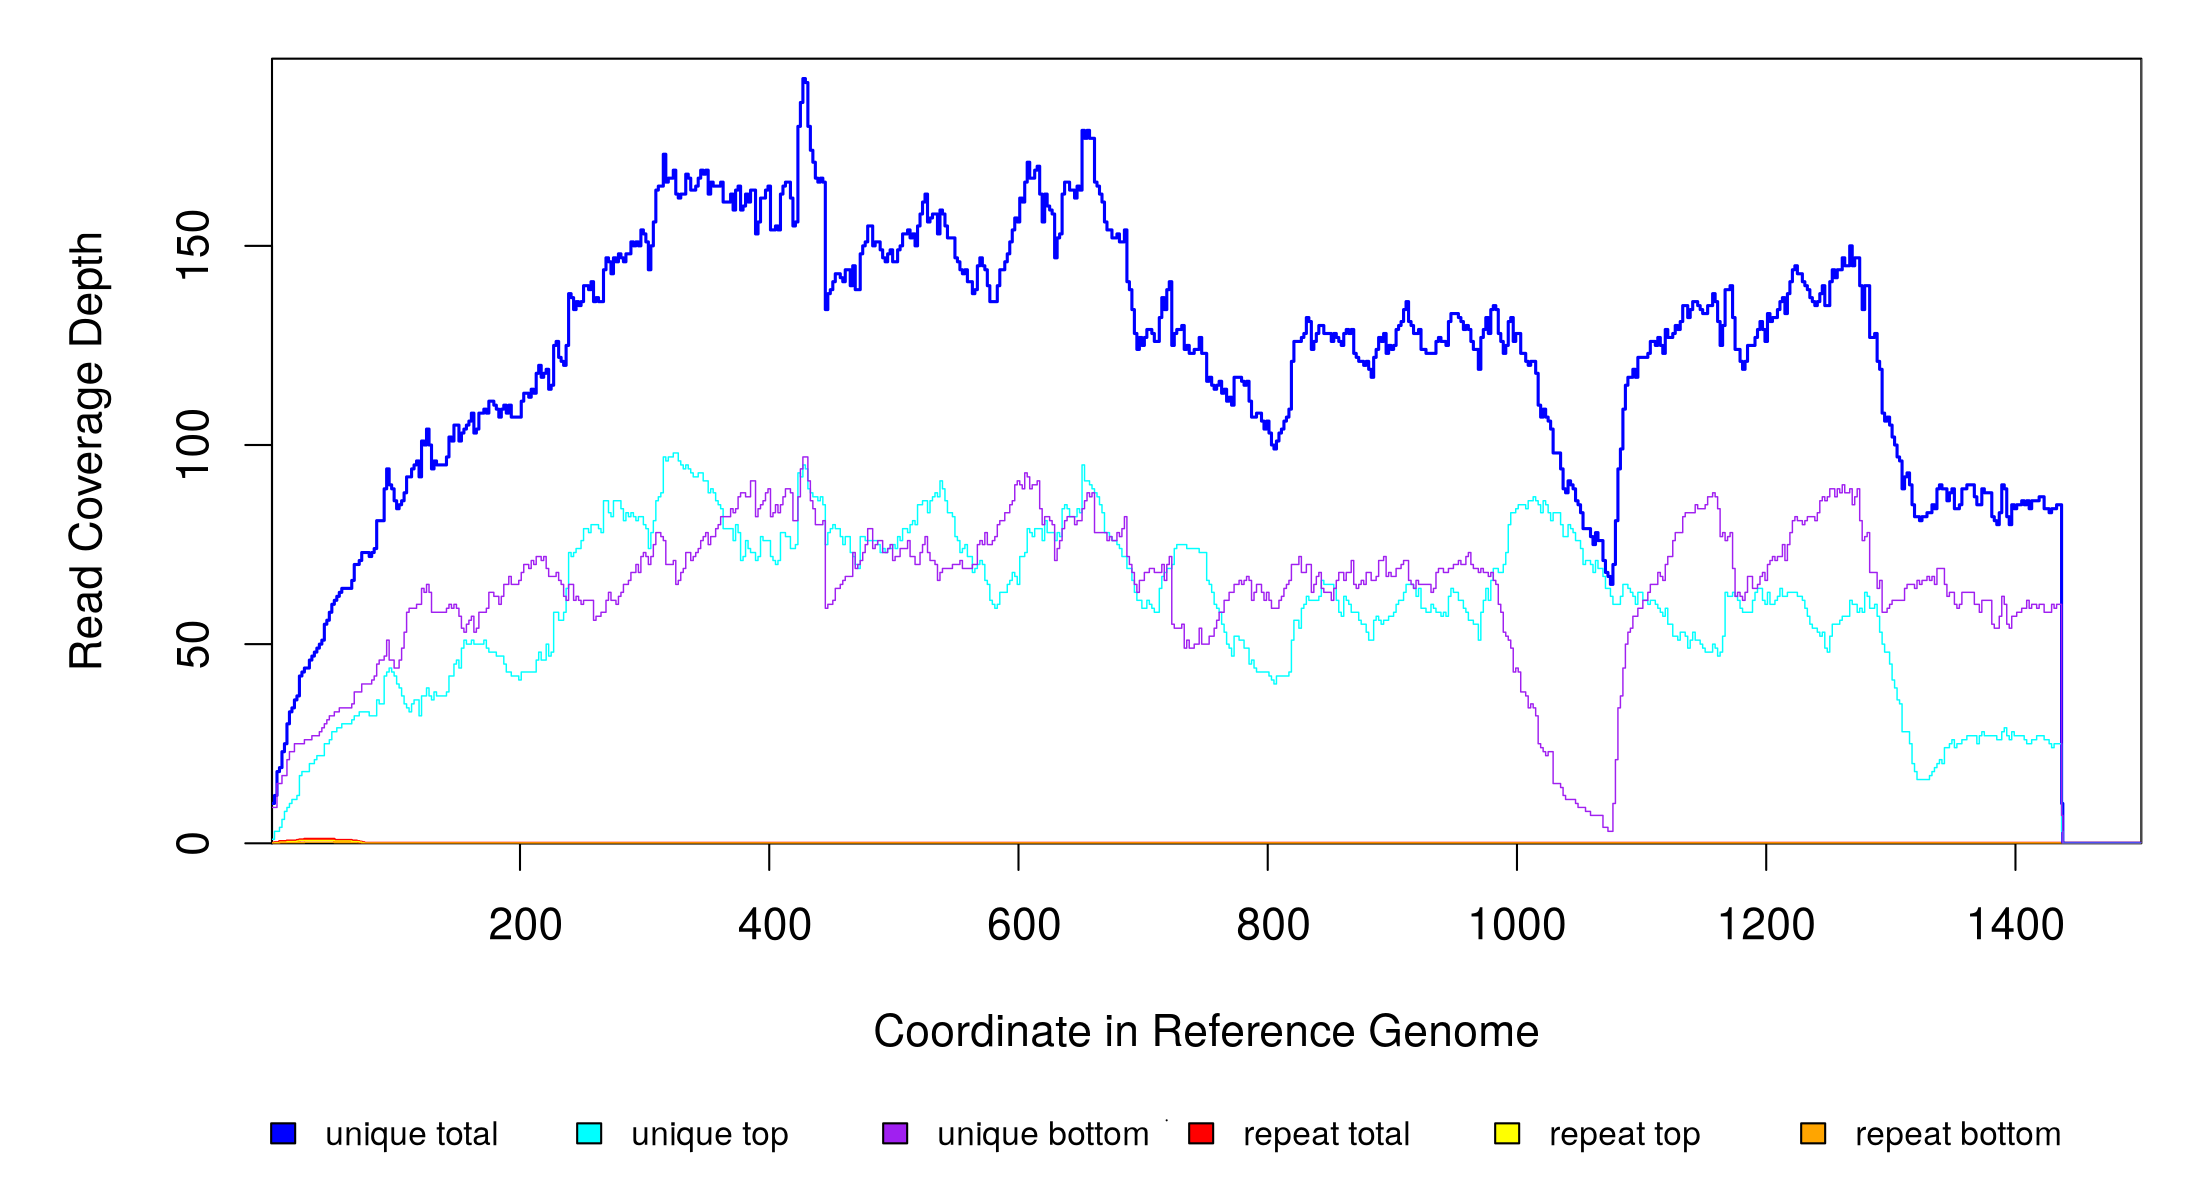 Read Coverage Depth
150
100
50
0
200 400 600 800 1000 1200 1400
Coordinate in Reference Genome
unique total unique top unique bottom repeat total repeat top repeat bottom